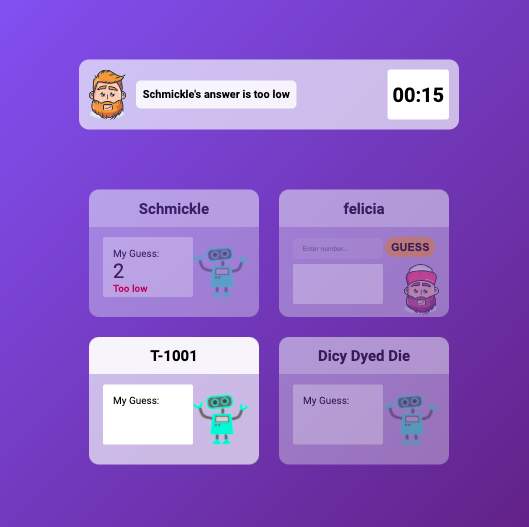 Schmickle's answer is too low
00:15
Schmickle
My Guess:
2
Too low
felicia
Enter number...
GUESS
T-1001
My Guess:
Dicy Dyed Die
My Guess: